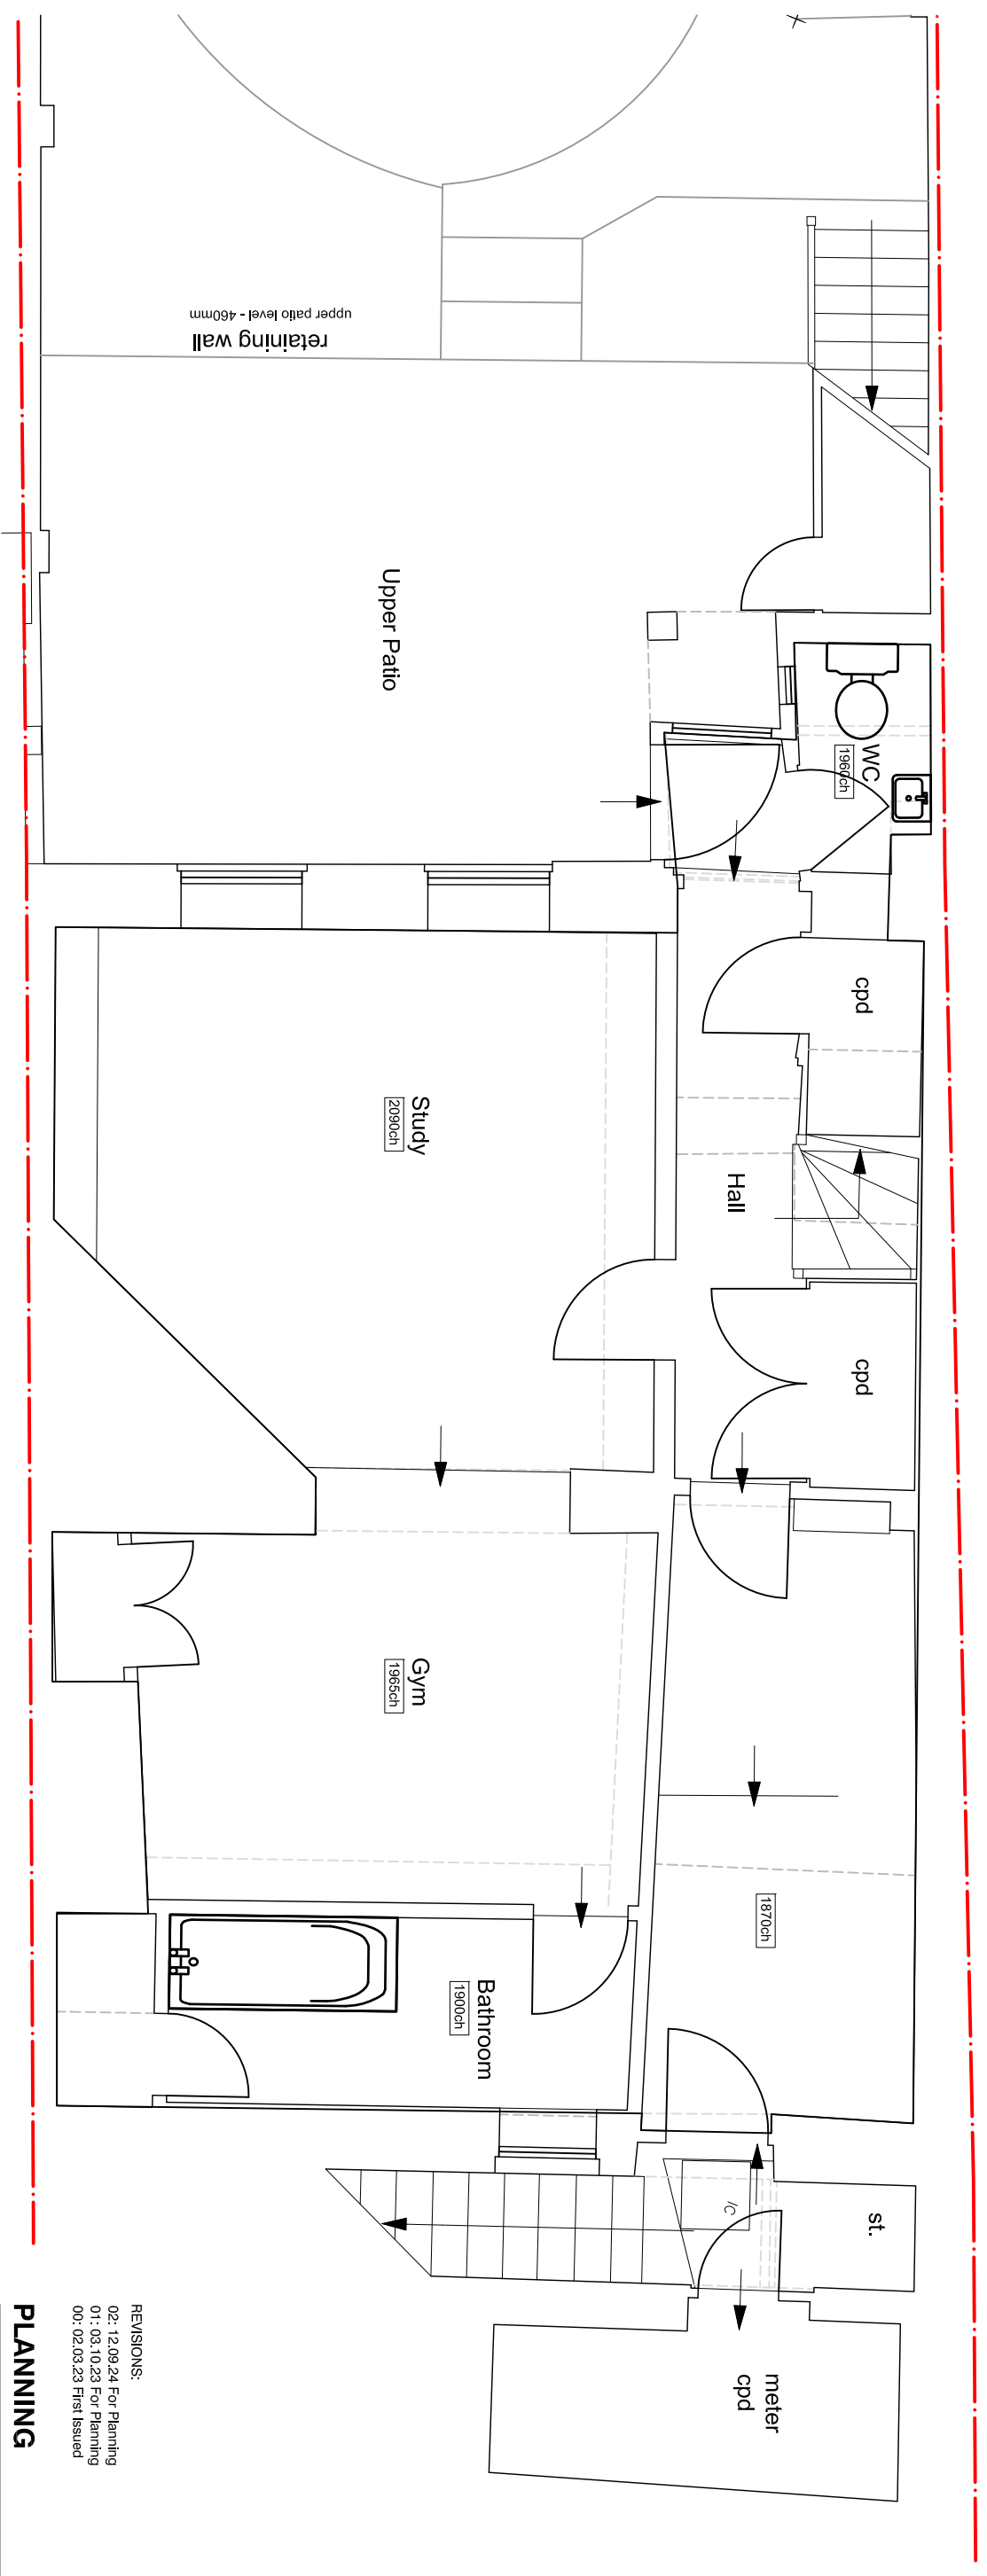 upper patio level - 460mm
retaining wall
Upper Patio
WC
1960ch
cpd
Study
2090ch
Hall
cpd
Gym
1965ch
1870ch
Bathroom
1900ch
/C
st.
meter
cpd
REVISIONS:
02: 12.09.24 For Planning
01: 03.10.23 For Planning
00: 02.03.23 First Issued
PLANNING